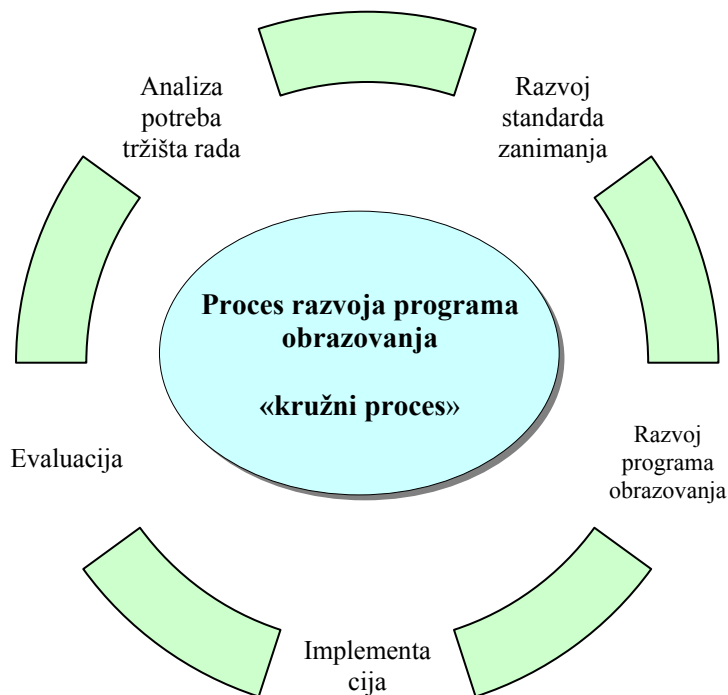 Analiza
potreba
tržišta rada
Razvoj
standarda
zanimanja
Proces razvoja programa
obrazovanja
«kružni proces»
Razvoj
programa
obrazovanja
Implementa
cija
Evaluacija